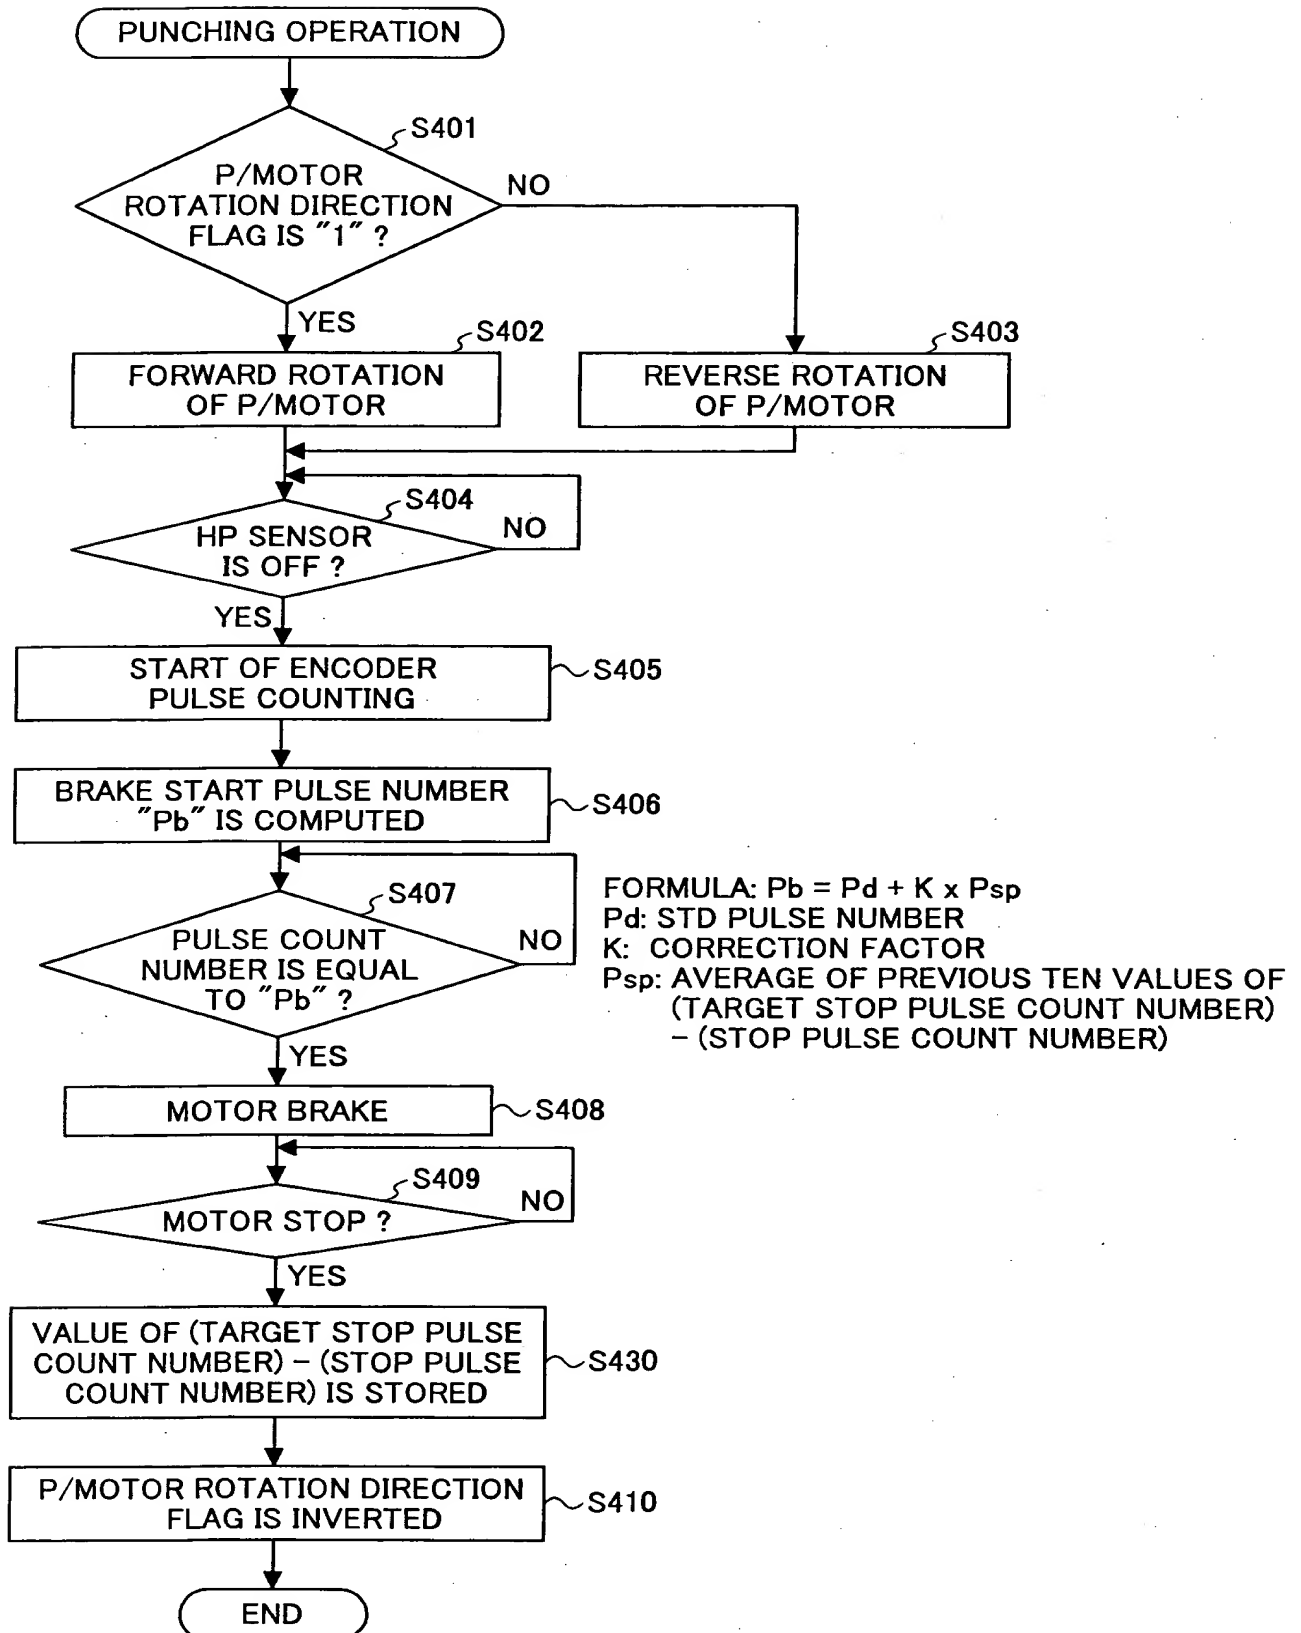 PUNCHING OPERATION
S401
P/MOTOR
ROTATION DIRECTION
FLAG IS "1" ?
NO
YES
S402
FORWARD ROTATION
OF P/MOTOR
S403
REVERSE ROTATION
OF P/MOTOR
S404
HP SENSOR
IS OFF ?
NO
YES
START OF ENCODER
PULSE COUNTING
S405
BRAKE START PULSE NUMBER
"Pb" IS COMPUTED
S406
S407
PULSE COUNT
NUMBER IS EQUAL
TO "Pb" ?
NO
YES
FORMULA: Pb = Pd + K x Psp
Pd: STD PULSE NUMBER
K: CORRECTION FACTOR
Psp: AVERAGE OF PREVIOUS TEN VALUES OF
(TARGET STOP PULSE COUNT NUMBER)
– (STOP PULSE COUNT NUMBER)
MOTOR BRAKE
S408
S409
MOTOR STOP ?
NO
YES
VALUE OF (TARGET STOP PULSE
COUNT NUMBER) – (STOP PULSE
COUNT NUMBER) IS STORED
S430
P/MOTOR ROTATION DIRECTION
FLAG IS INVERTED
S410
END